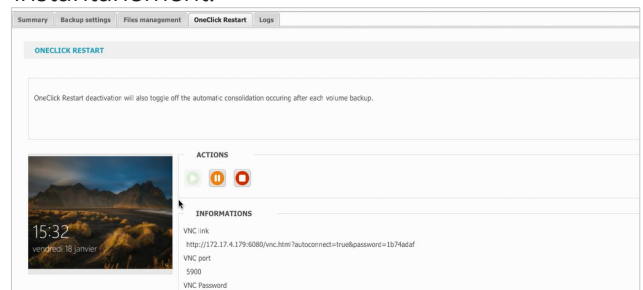 instantanément.
Summary Backup settings Files management OneClick Restart Logs
ONECLICK RESTART
OneClick Restart deactivation will also toggle off the automatic consolidation occuring after each volume backup.
ACTIONS
INFORMATIONS
15:32
vendredi 18 janvier
VNC link
http://172.17.4.179:6080/vnc.html?autoconnect=true&password=1b74adaf
VNC port
5900
VNC Password